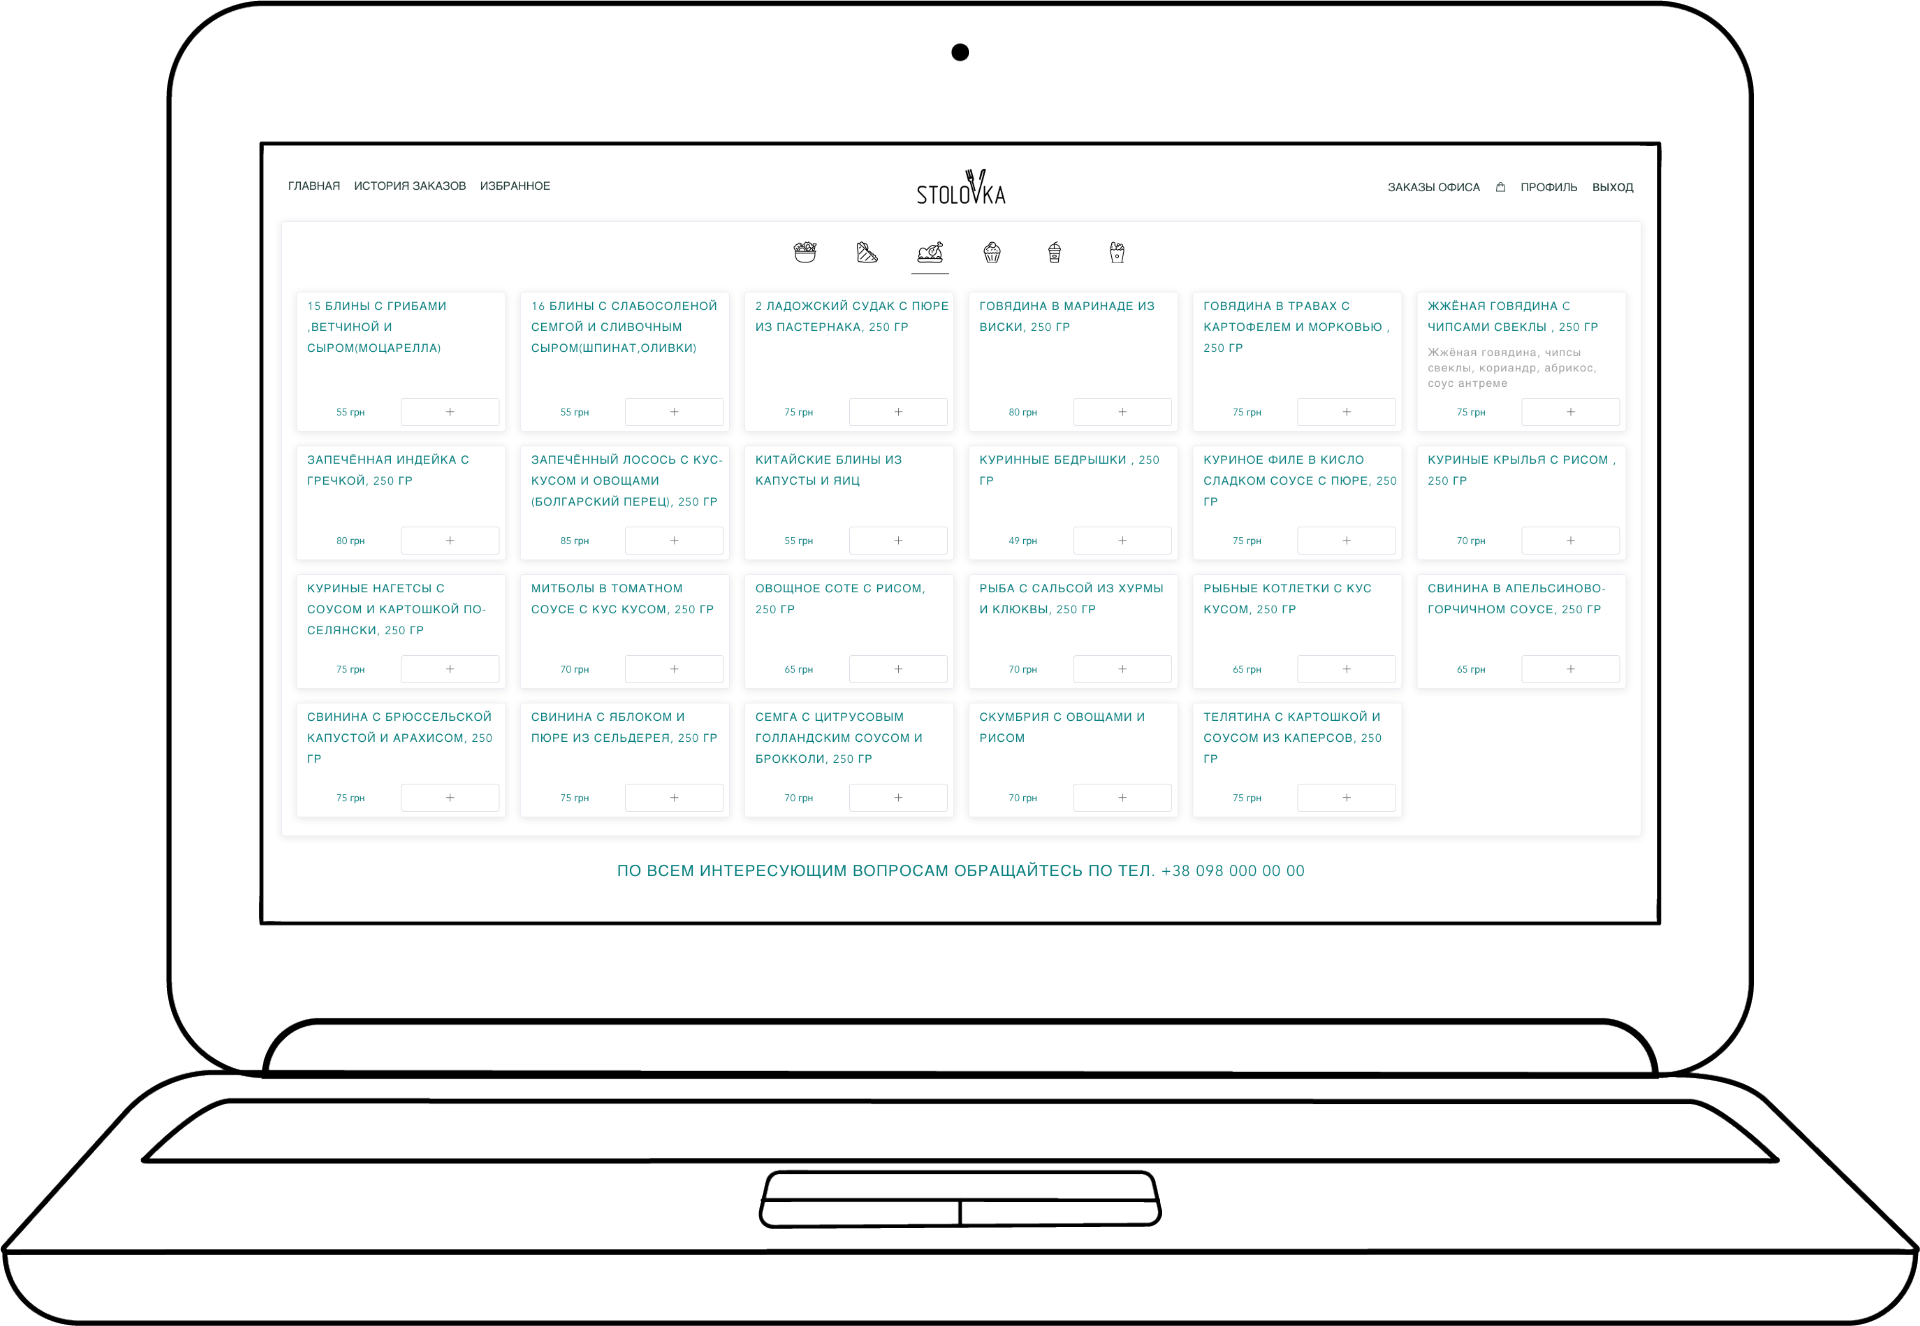 ГЛАВНАЯ ИСТОРИЯ ЗАКАЗОВ ИЗБРАННОЕ
STOLOVKA
ЗАКАЗЫ ОФИСА ПРОФИЛЬ ВЫХОД
15 БЛИНЫ С ГРИБАМИ
,ВЕТЧИНОЙ И
СЫРОМ(МОЦАРЕЛЛА)
55 грн +
16 БЛИНЫ С СЛАБОСОЛЕНОЙ
СЕМГОЙ И СЛИВОЧНЫМ
СЫРОМ(ШПИНАТ,ОЛИВКИ)
55 грн +
2 ЛАДОЖСКИЙ СУДАК С ПЮРЕ
ИЗ ПАСТЕРНАКА, 250 ГР
75 грн +
ГОВЯДИНА В МАРИНАДЕ ИЗ
ВИСКИ, 250 ГР
80 грн +
ГОВЯДИНА В ТРАВАХ С
КАРТОФЕЛЕМ И МОРКОВЬЮ ,
250 ГР
75 грн +
ЖЖЁНАЯ ГОВЯДИНА С
ЧИПСАМИ СВЕКЛЫ , 250 ГР
Жжёная говядина, чипсы
свеклы, кориандр, абрикос,
соус антреме
75 грн +
ЗАПЕЧЁННАЯ ИНДЕЙКА С
ГРЕЧКОЙ, 250 ГР
80 грн +
ЗАПЕЧЁННЫЙ ЛОСОСЬ С КУС-
КУСОМ И ОВОЩАМИ
(БОЛГАРСКИЙ ПЕРЕЦ), 250 ГР
85 грн +
КИТАЙСКИЕ БЛИНЫ ИЗ
КАПУСТЫ И ЯИЦ
55 грн +
КУРИННЫЕ БЕДРЫШКИ , 250
ГР
49 грн +
КУРИНОЕ ФИЛЕ В КИСЛО
СЛАДКОМ СОУСЕ С ПЮРЕ, 250
ГР
75 грн +
КУРИНЫЕ КРЫЛЬЯ С РИСОМ ,
250 ГР
70 грн +
КУРИНЫЕ НАГЕТСЫ С
СОУСОМ И КАРТОШКОЙ ПО-
СЕЛЯНСКИ, 250 ГР
75 грн +
МИТБОЛЫ В ТОМАТНОМ
СОУСЕ С КУС КУСОМ, 250 ГР
70 грн +
ОВОЩНОЕ СОТЕ С РИСОМ,
250 ГР
65 грн +
РЫБА С САЛЬСОЙ ИЗ ХУРМЫ
И КЛЮКВЫ, 250 ГР
70 грн +
РЫБНЫЕ КОТЛЕТКИ С КУС
КУСОМ, 250 ГР
65 грн +
СВИНИНА В АПЕЛЬСИНОВО-
ГОРЧИЧНОМ СОУСЕ, 250 ГР
65 грн +
СВИНИНА С БРЮССЕЛЬСКОЙ
КАПУСТОЙ И АРАХИСОМ, 250
ГР
75 грн +
СВИНИНА С ЯБЛОКОМ И
ПЮРЕ ИЗ СЕЛЬДЕРЕЯ, 250 ГР
75 грн +
СЕМГА С ЦИТРУСОВЫМ
ГОЛЛАНДСКИМ СОУСОМ И
БРОККОЛИ, 250 ГР
70 грн +
СКУМБРИЯ С ОВОЩАМИ И
РИСОМ
70 грн +
ТЕЛЯТИНА С КАРТОШКОЙ И
СОУСОМ ИЗ КАПЕРСОВ, 250
ГР
75 грн +
ПО ВСЕМ ИНТЕРЕСУЮЩИМ ВОПРОСАМ ОБРАЩАЙТЕСЬ ПО ТЕЛ. +38 098 000 00 00